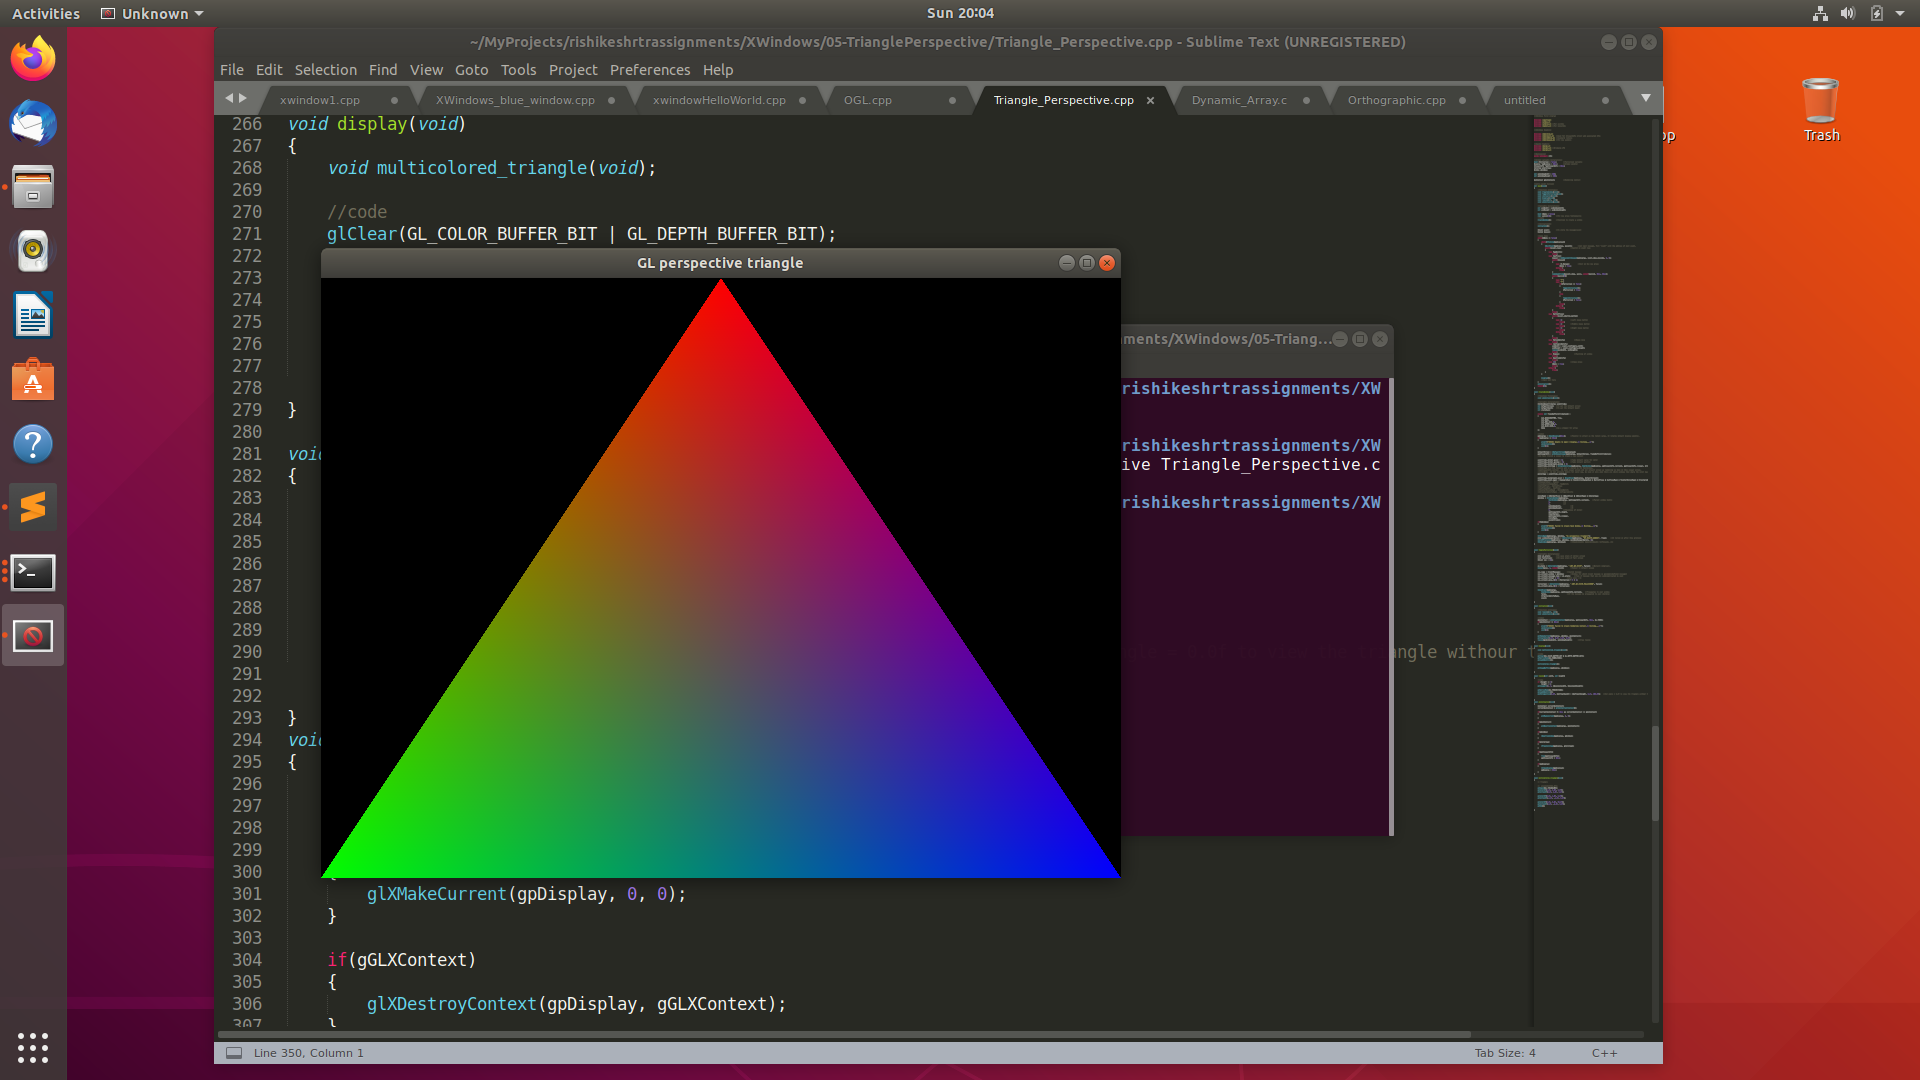 Activities Unknown Sun 20:04
~/MyProjects/rishikeshrtrassignments/XWindows/05-TrianglePerspective/Triangle_Perspective.cpp - Sublime Text (UNREGISTERED)
File Edit Selection Find View Goto Tools Project Preferences Help
xwindow1.cpp XWindows_blue_window.cpp xwindowHelloWorld.cpp OGL.cpp Triangle_Perspective.cpp Dynamic_Array.c Orthographic.cpp untitled
266 void display(void)
267 {
268 void multicolored_triangle(void);
269
270 //code
271 glClear(GL_COLOR_BUFFER_BIT | GL_DEPTH_BUFFER_BIT);
272
273
274
275
276
277
278
279 }
280
281 voi
282 {
283
284
285
286
287
288
289
290 angle withour t
291
292
293 }
294 voi
295 {
296
297
298
299
300 {
301 glXMakeCurrent(gpDisplay, 0, 0);
302 }
303
304 if(gGLXContext)
305 {
306 glXDestroyContext(gpDisplay, gGLXContext);
307 }
GL perspective triangle
ments/XWindows/05-Triang...
rishikeshrtrassignments/XW
rishikeshrtrassignments/XW
ive Triangle_Perspective.c
rishikeshrtrassignments/XW
op
Trash
Line 350, Column 1 Tab Size: 4 C++